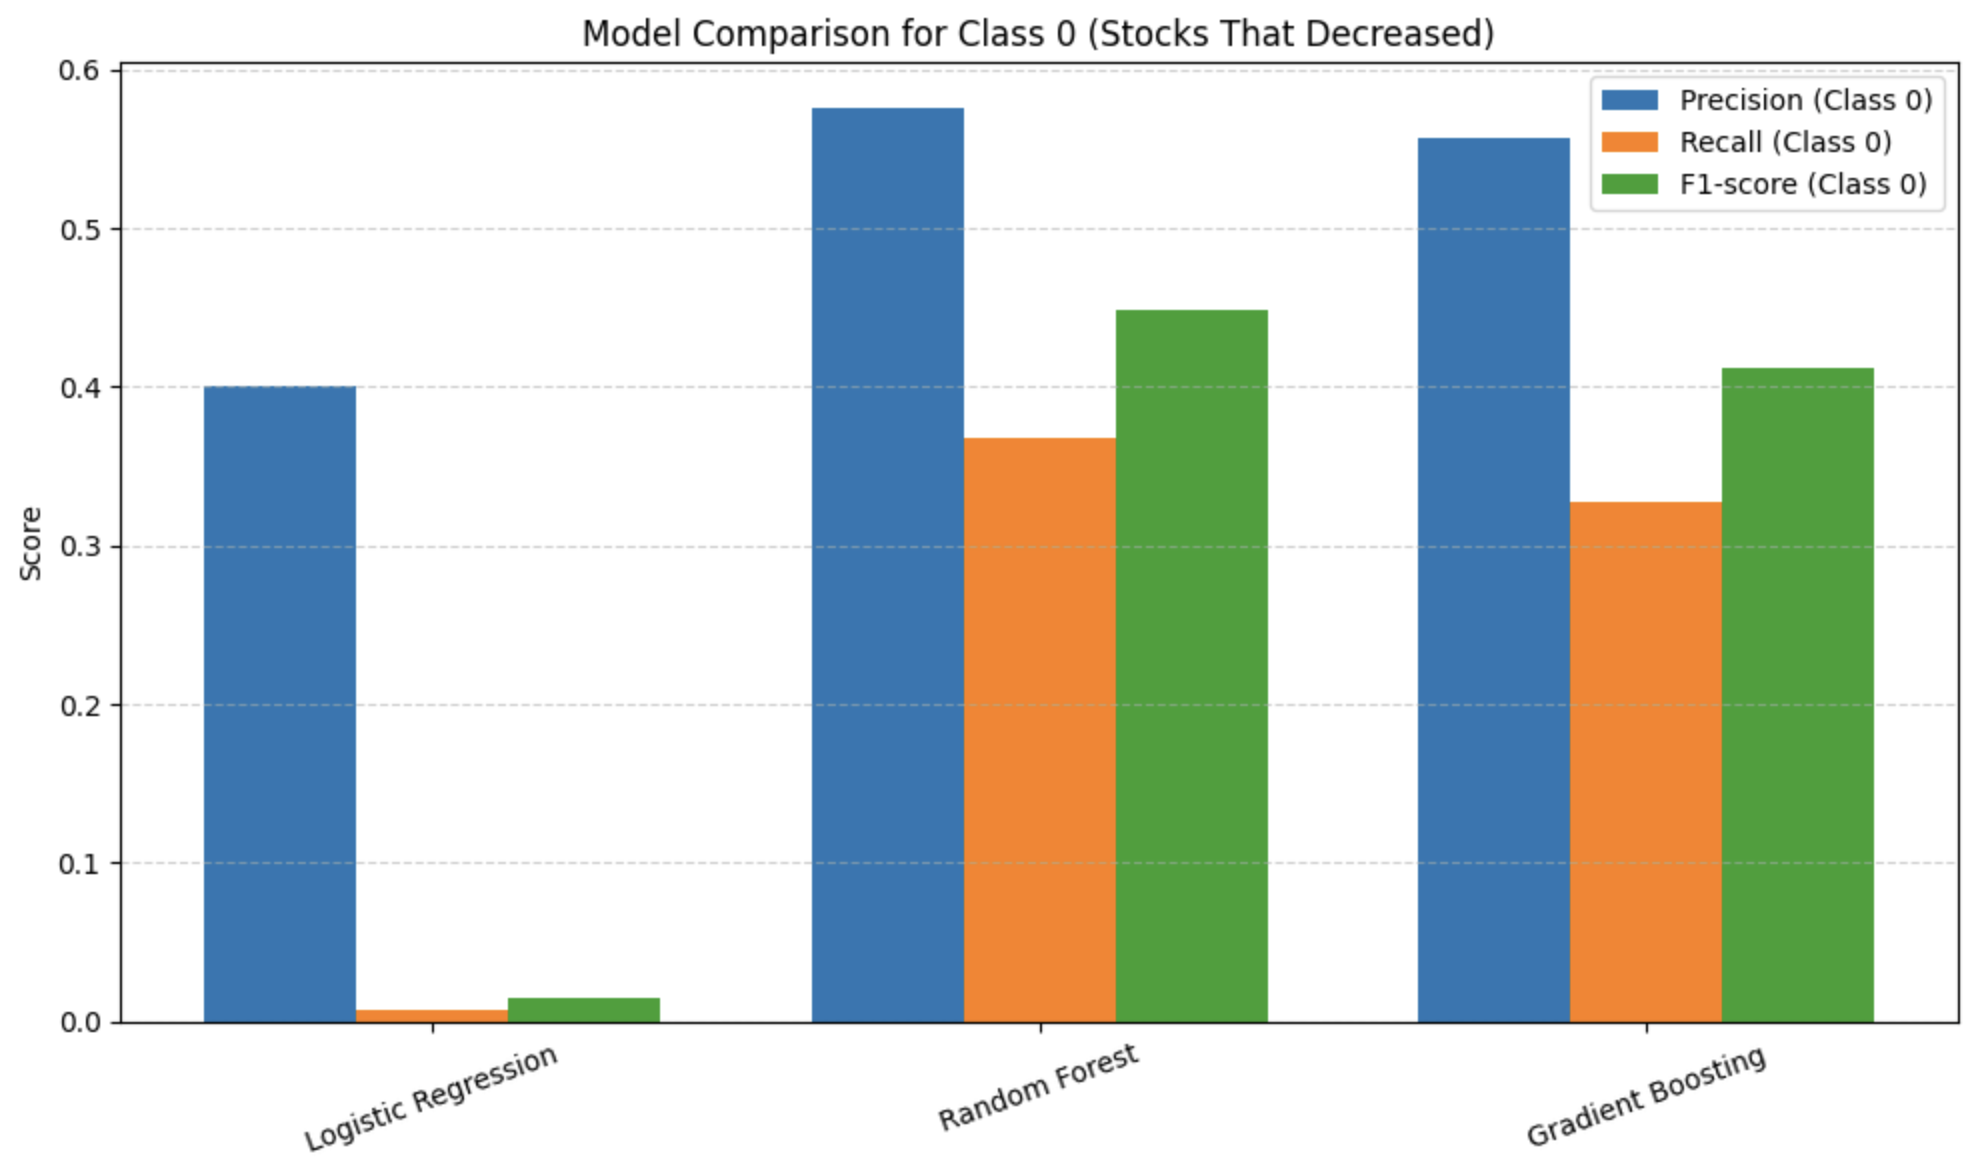 Model Comparison for Class 0 (Stocks That Decreased)
Precision (Class 0)
Recall (Class 0)
F1-score (Class 0)
Score
0.6
0.5
0.4
0.3
0.2
0.1
0.0
Logistic Regression
Random Forest
Gradient Boosting